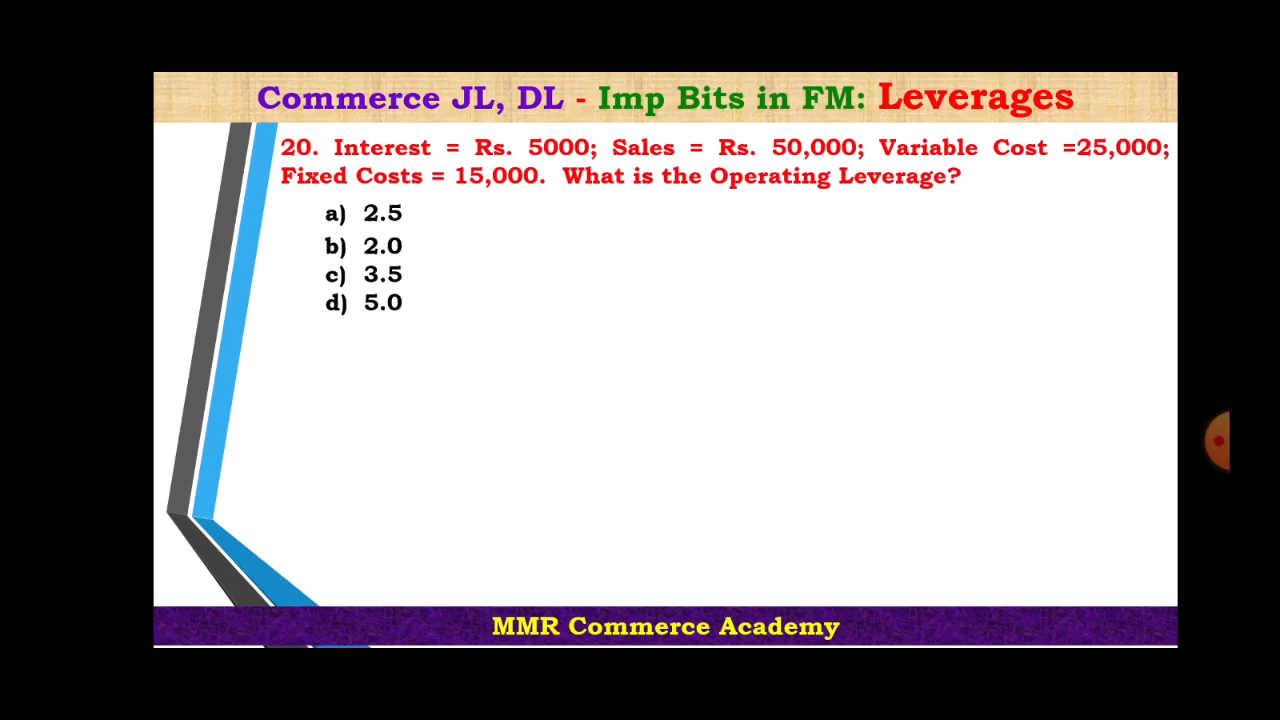 Commerce JL, DL - Imp Bits in FM: Leverages
20. Interest = Rs. 5000; Sales = Rs. 50,000; Variable Cost =25,000;
Fixed Costs = 15,000. What is the Operating Leverage?
a) 2.5
b) 2.0
c) 3.5
d) 5.0
MMR Commerce Academy